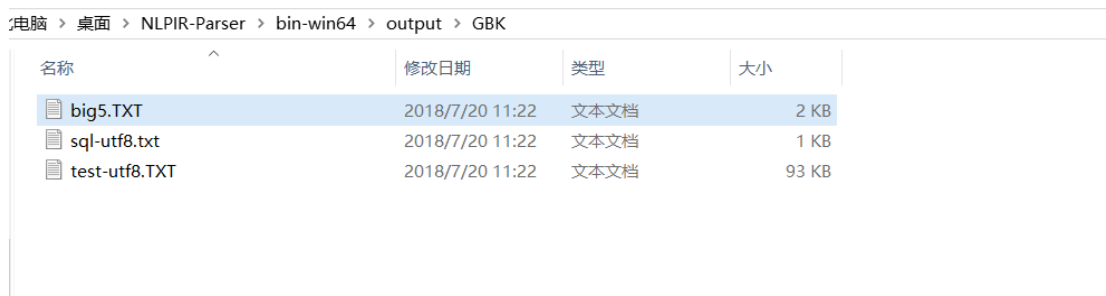 电脑 > 桌面 > NLPIR-Parser > bin-win64 > output > GBK
名称 修改日期 类型 大小
big5.TXT 2018/7/20 11:22 文本文档 2 KB
sql-utf8.txt 2018/7/20 11:22 文本文档 1 KB
test-utf8.TXT 2018/7/20 11:22 文本文档 93 KB